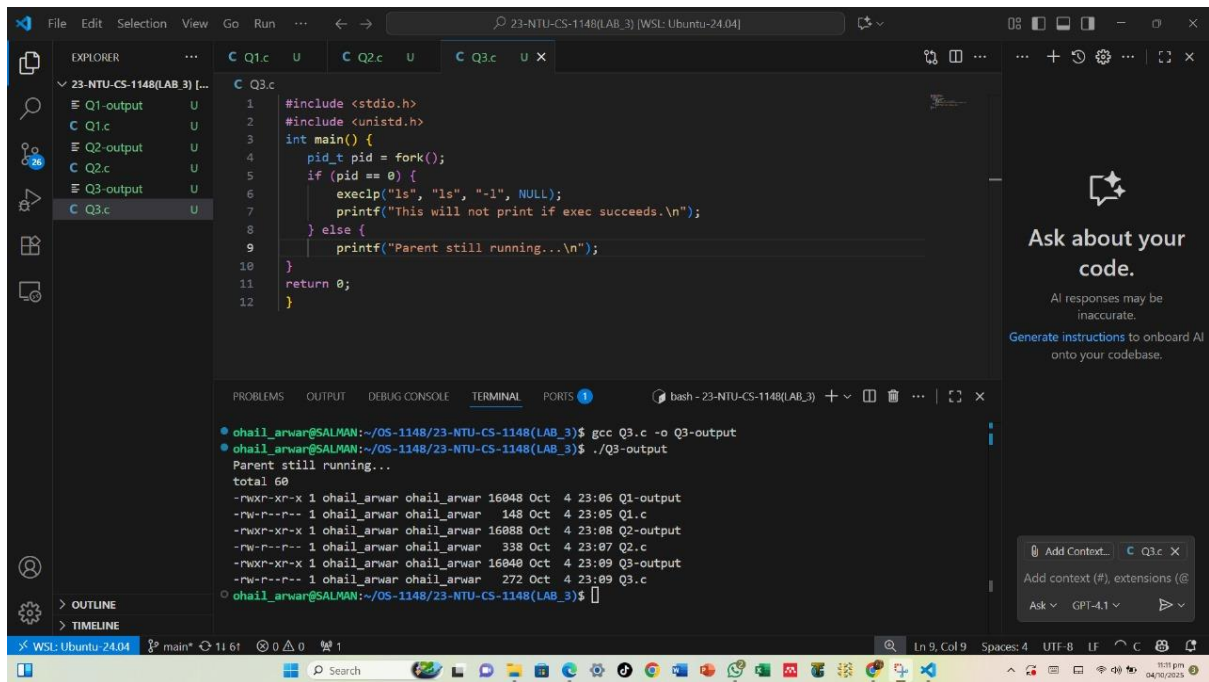 File Edit Selection View Go Run ... 23-NTU-CS-1148(LAB_3) [WSL: Ubuntu-24.04]
EXPLORER ...
23-NTU-CS-1148(LAB_3) [...
Q1-output U
C Q1.c U
Q2-output U
C Q2.c U
Q3-output U
C Q3.c U
OUTLINE
TIMELINE
C Q1.c U C Q2.c U C Q3.c U
C Q3.c
1 #include <stdio.h>
2 #include <unistd.h>
3 int main() {
4 pid_t pid = fork();
5 if (pid == 0) {
6 execlp("ls", "ls", "-l", NULL);
7 printf("This will not print if exec succeeds.\n");
8 } else {
9 printf("Parent still running...\n");
10 }
11 return 0;
12 }
PROBLEMS OUTPUT DEBUG CONSOLE TERMINAL PORTS 1 bash - 23-NTU-CS-1148(LAB_3)
ohail_arwar@SALMAN:~/OS-1148/23-NTU-CS-1148(LAB_3)$ gcc Q3.c -o Q3-output
ohail_arwar@SALMAN:~/OS-1148/23-NTU-CS-1148(LAB_3)$ ./Q3-output
Parent still running...
total 60
-rwxr-xr-x 1 ohail_arwar ohail_arwar 16048 Oct 4 23:06 Q1-output
-rw-r--r-- 1 ohail_arwar ohail_arwar 148 Oct 4 23:05 Q1.c
-rwxr-xr-x 1 ohail_arwar ohail_arwar 16088 Oct 4 23:08 Q2-output
-rw-r--r-- 1 ohail_arwar ohail_arwar 338 Oct 4 23:07 Q2.c
-rwxr-xr-x 1 ohail_arwar ohail_arwar 16040 Oct 4 23:09 Q3-output
-rw-r--r-- 1 ohail_arwar ohail_arwar 272 Oct 4 23:09 Q3.c
ohail_arwar@SALMAN:~/OS-1148/23-NTU-CS-1148(LAB_3)$
Ask about your
code.
AI responses may be
inaccurate.
Generate instructions to onboard AI
onto your codebase.
Add Context... C Q3.c
Add context (#), extensions (@
Ask GPT-4.1
26
WSL: Ubuntu-24.04 main* 1↓ 6↑ 0 0 1 Ln 9, Col 9 Spaces: 4 UTF-8 LF C
Search
11:11 pm
04/10/2025